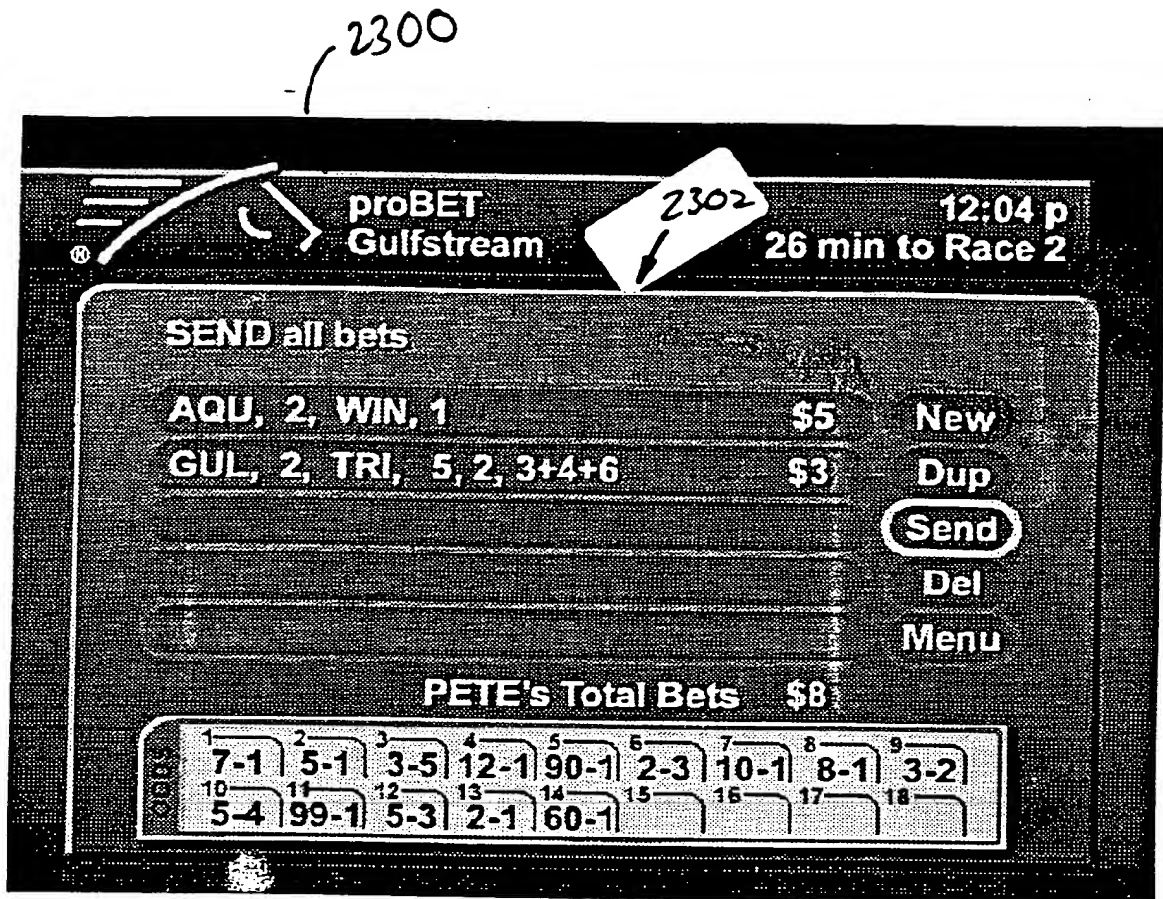 2300
proBET
Gulfstream
2302
12:04 p
26 min to Race 2
®
SEND all bets
AQU, 2, WIN, 1 $5
GUL, 2, TRI, 5, 2, 3+4+6 $3
New
Dup
Send
Del
Menu
PETE's Total Bets $8
ODDS
1 7-1 2 5-1 3 3-5 4 12-1 5 90-1 6 2-3 7 10-1 8 8-1 9 3-2
10 5-4 11 99-1 12 5-3 13 2-1 14 60-1 15 16 17 18